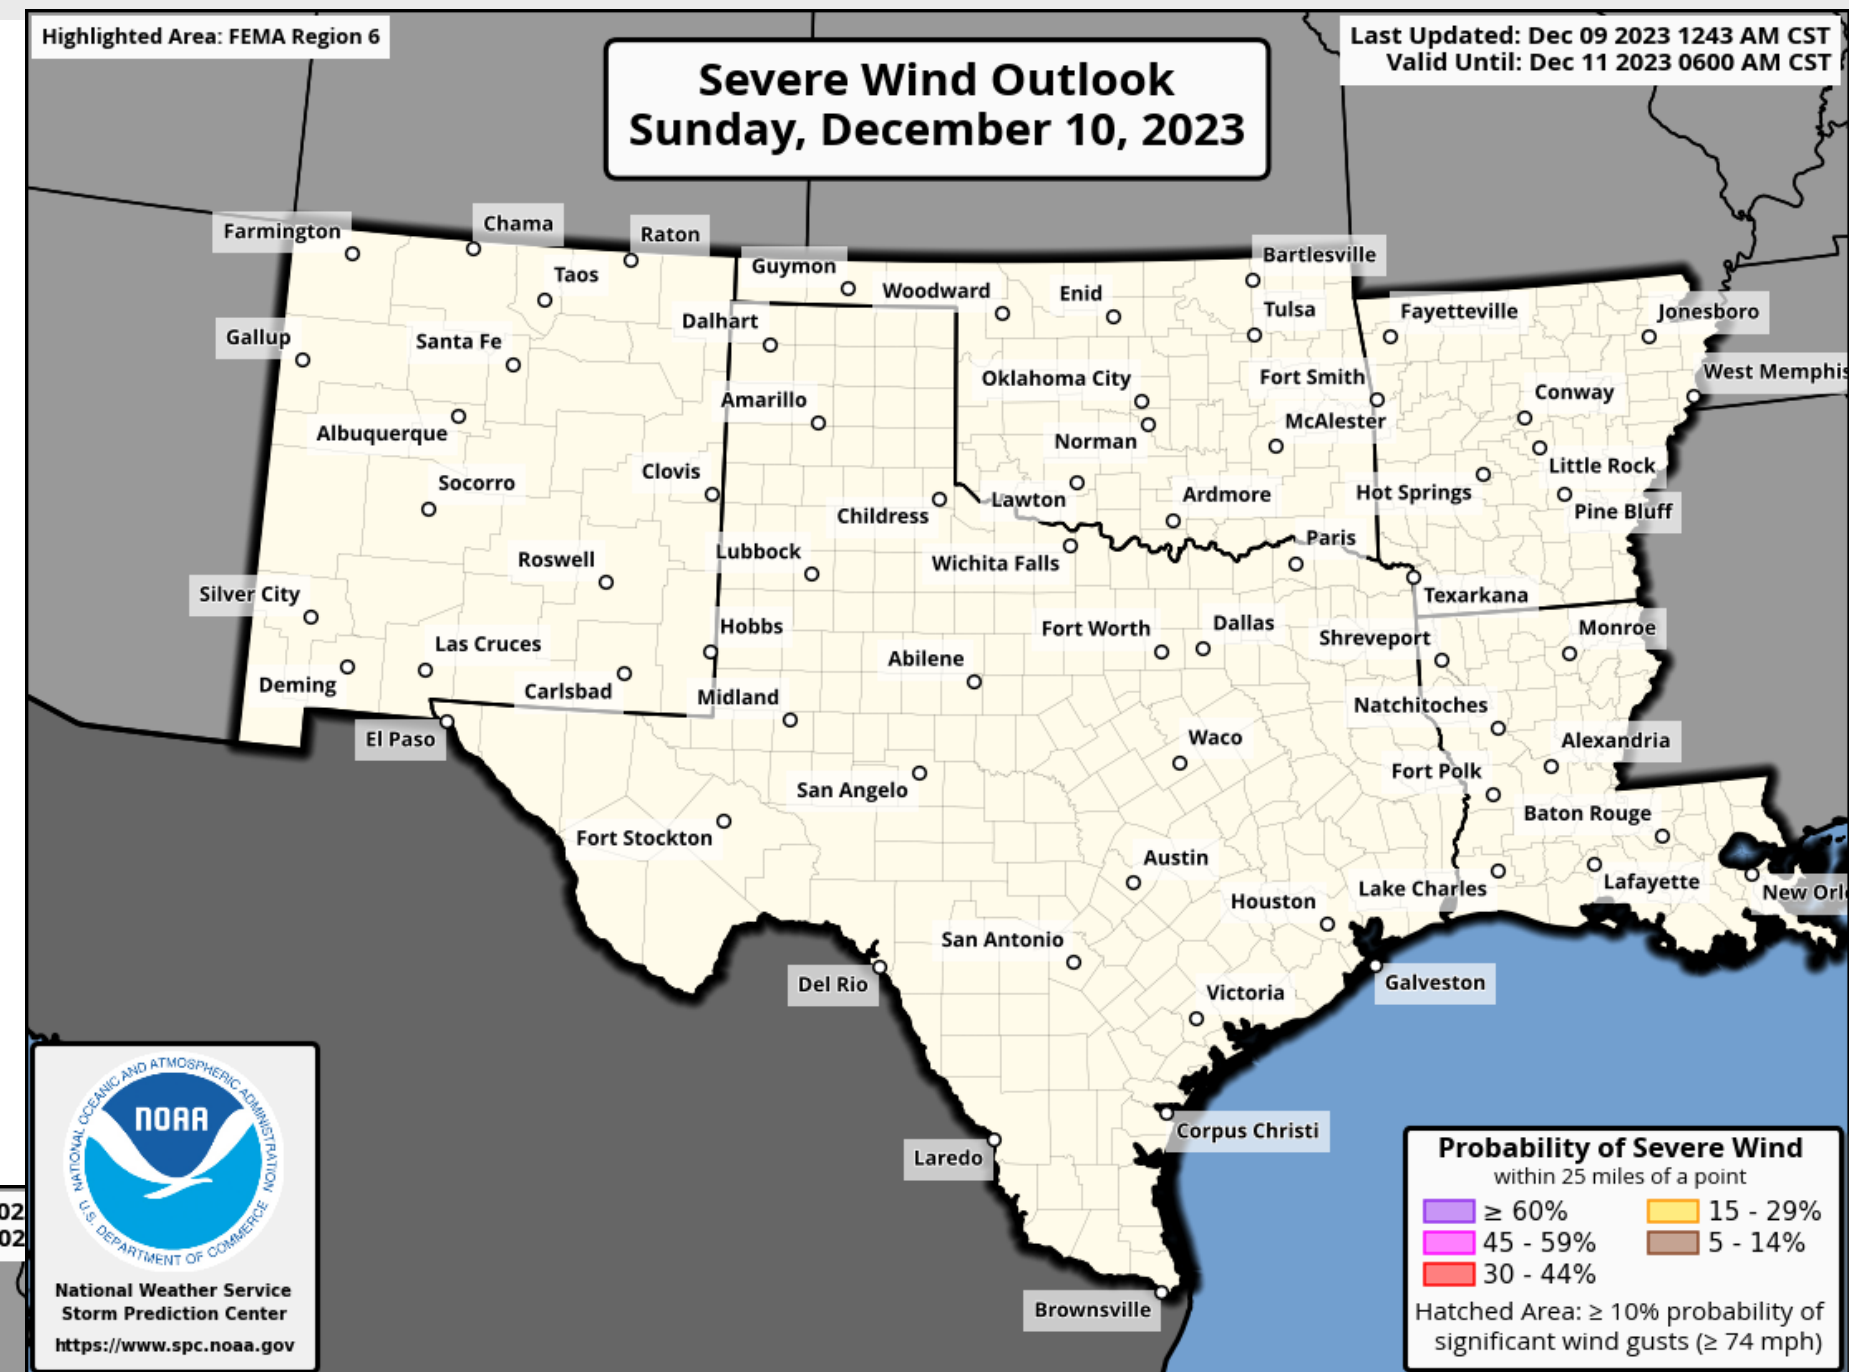 Highlighted Area: FEMA Region 6
Last Updated: Dec 09 2023 1243 AM CST
Valid Until: Dec 11 2023 0600 AM CST
Severe Wind Outlook
Sunday, December 10, 2023
Farmington
Chama
Raton
Taos
Guymon
Woodward
Enid
Bartlesville
Tulsa
Fayetteville
Jonesboro
Gallup
Santa Fe
Dalhart
Oklahoma City
Fort Smith
Conway
West Memphis
Albuquerque
Amarillo
Norman
McAlester
Little Rock
Socorro
Clovis
Childress
Lawton
Ardmore
Hot Springs
Pine Bluff
Roswell
Lubbock
Wichita Falls
Paris
Texarkana
Silver City
Las Cruces
Hobbs
Fort Worth
Dallas
Shreveport
Monroe
Deming
Carlsbad
Midland
Abilene
Natchitoches
El Paso
Waco
Alexandria
San Angelo
Fort Polk
Fort Stockton
Baton Rouge
Austin
Lake Charles
Lafayette
New Orl
Houston
San Antonio
Del Rio
Victoria
Galveston
Corpus Christi
Laredo
Brownsville
02
02
NATIONAL OCEANIC AND ATMOSPHERIC ADMINISTRATION
NOAA
U.S. DEPARTMENT OF COMMERCE
National Weather Service
Storm Prediction Center
https://www.spc.noaa.gov
Probability of Severe Wind
within 25 miles of a point
≥ 60%
15 - 29%
45 - 59%
5 - 14%
30 - 44%
Hatched Area: ≥ 10% probability of
significant wind gusts (≥ 74 mph)